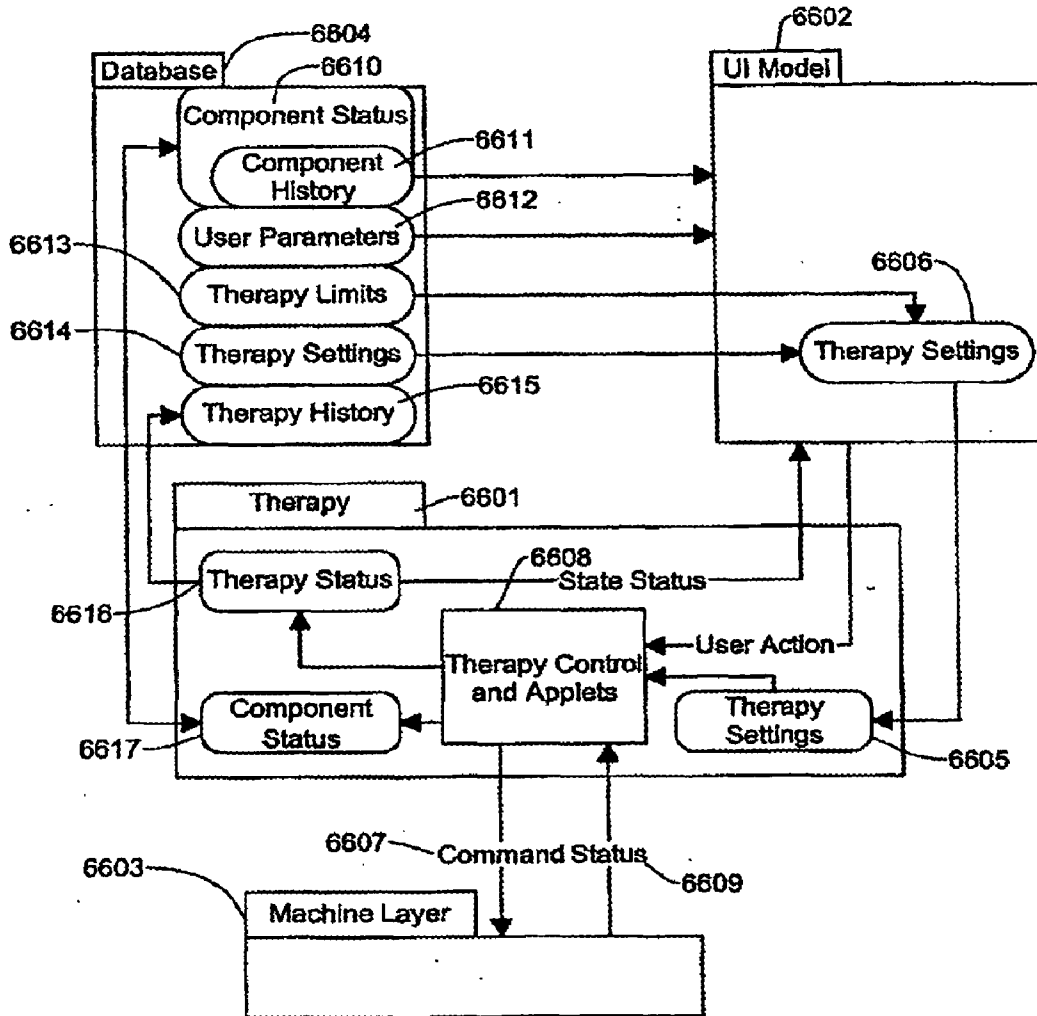 6604
Database
6610
Component Status
6611
Component
History
6612
User Parameters
6613
Therapy Limits
6614
Therapy Settings
6615
Therapy History
6602
UI Model
6606
Therapy Settings
6601
Therapy
6608
Therapy Status
State Status
6616
User Action
Therapy Control
and Applets
Component
Status
6617
Therapy
Settings
6605
6607
Command Status
6609
6603
Machine Layer